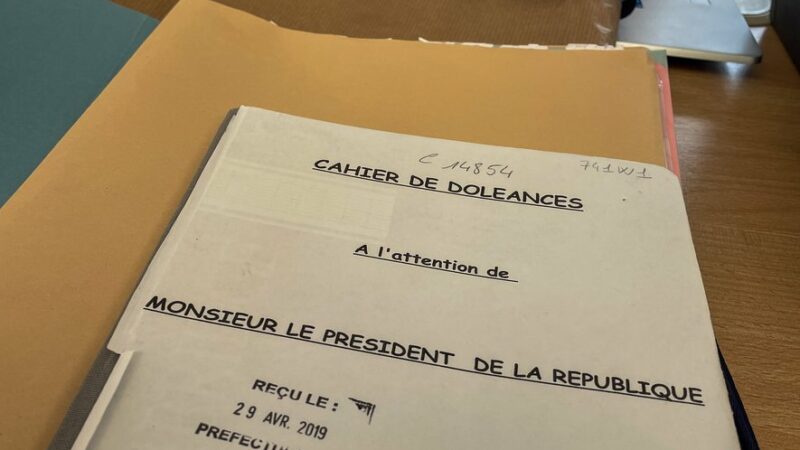 C 14854 741W1
CAHIER DE DOLEANCES
A l'attention de
MONSIEUR LE PRESIDENT DE LA REPUBLIQUE
REÇU LE :
29 AVR. 2019